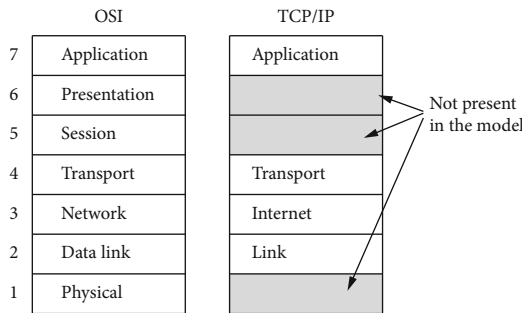 OSI TCP/IP
7 Application Application
6 Presentation
Not present
in the model
5 Session
4 Transport Transport
3 Network Internet
2 Data link Link
1 Physical